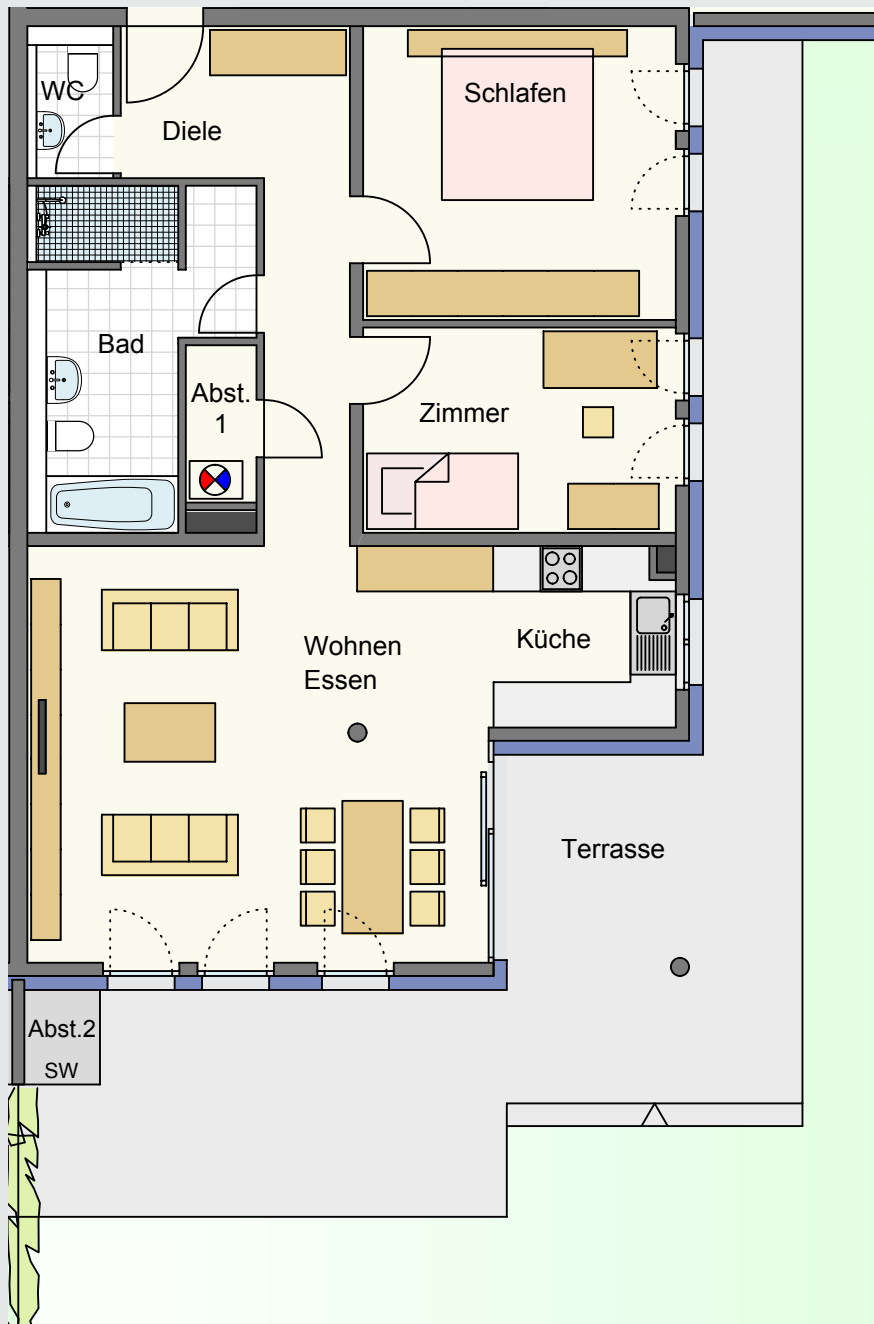 WC
Diele
Schlafen
Bad
Abst.
1
Zimmer
Wohnen
Essen
Küche
Terrasse
Abst.2
SW